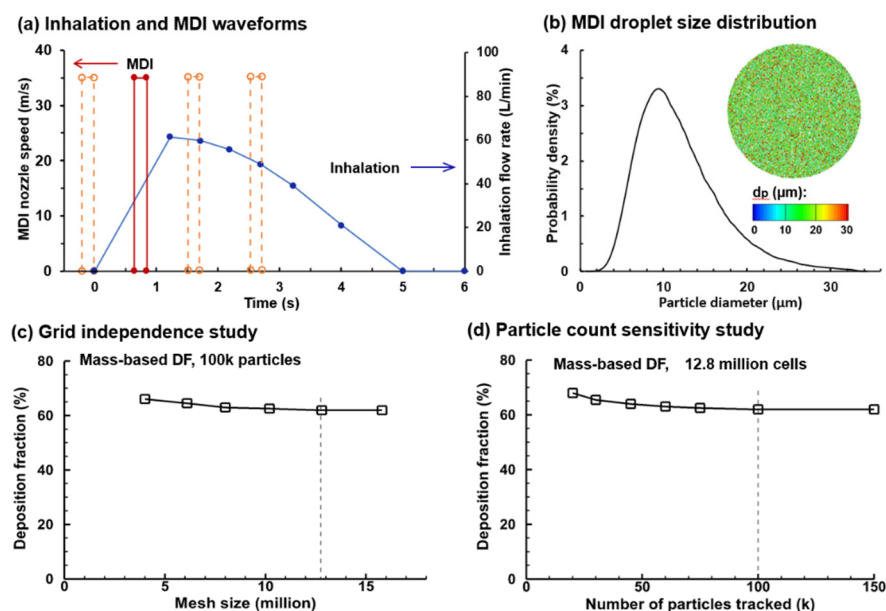 (a) Inhalation and MDI waveforms
MDI nozzle speed (m/s)
40
30
20
10
0
MDI
Inhalation
100
80
60
40
20
0
Inhalation flow rate (L/min)
0 1 2 3 4 5 6
Time (s)
(b) MDI droplet size distribution
Probability density (%)
4
3
2
1
0
dp (µm):
0 10 20 30
0 10 20 30
Particle diameter (µm)
(c) Grid independence study
Mass-based DF, 100k particles
Deposition fraction (%)
80
60
40
20
0
0 5 10 15
Mesh size (million)
(d) Particle count sensitivity study
Mass-based DF, 12.8 million cells
Deposition fraction (%)
80
60
40
20
0
0 50 100 150
Number of particles tracked (k)